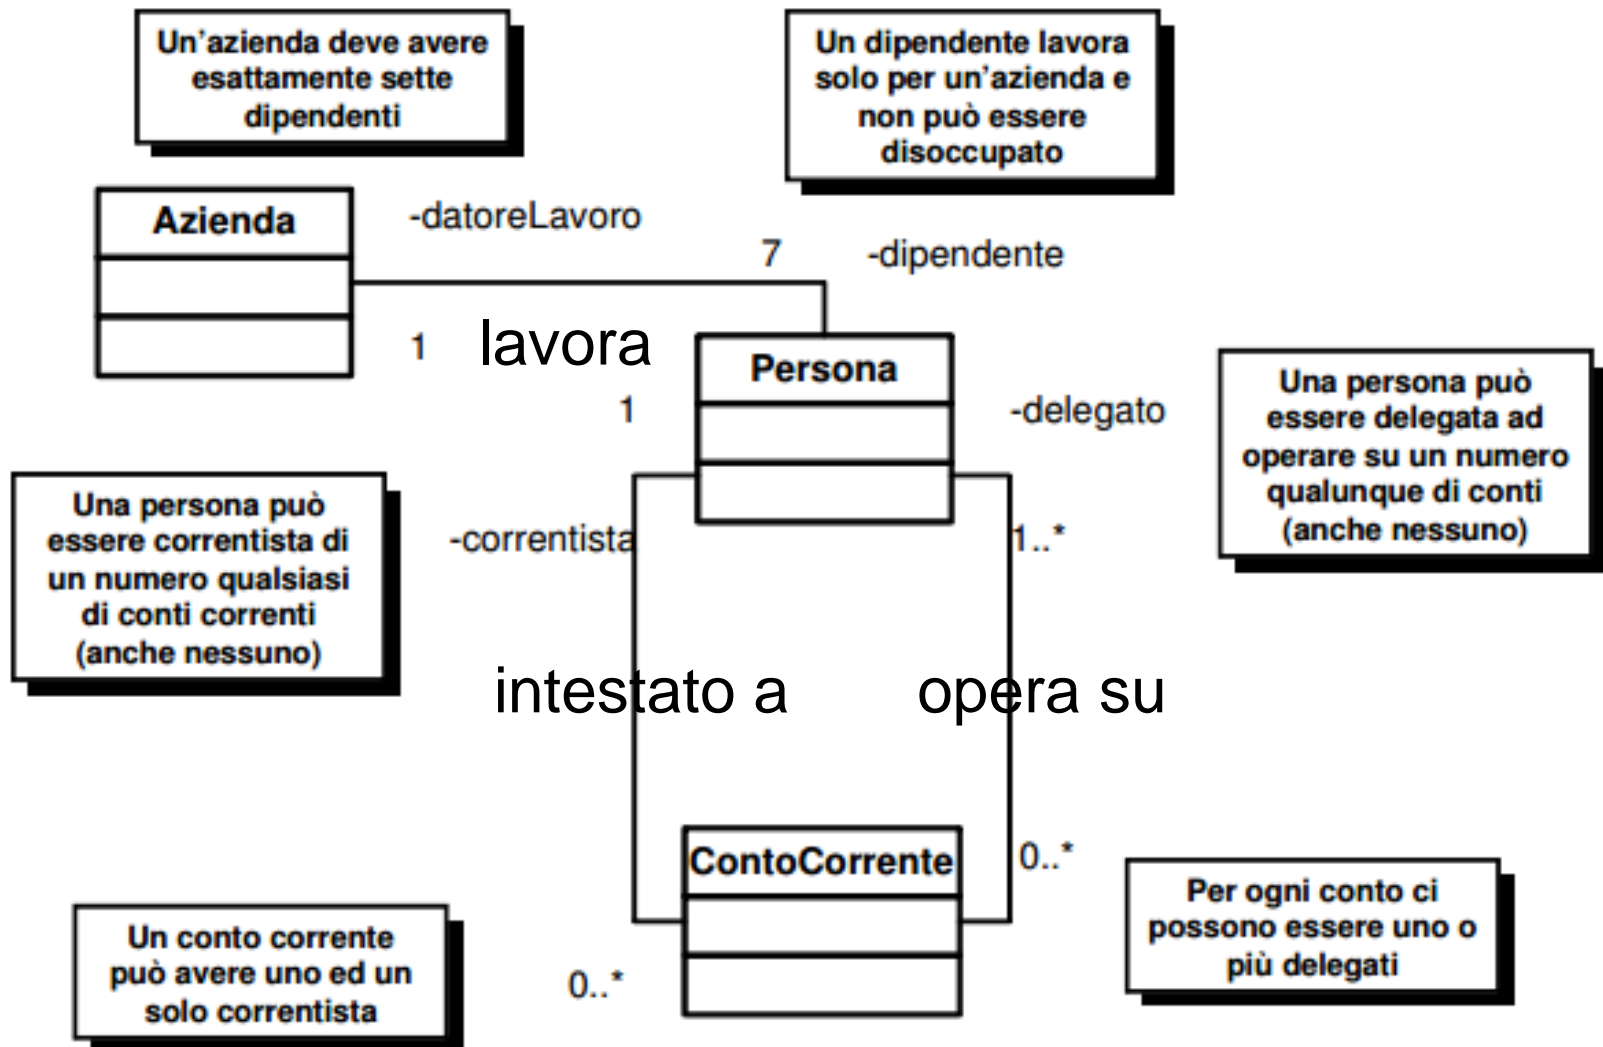 Un'azienda deve avere
esattamente sette
dipendenti
Un dipendente lavora
solo per un'azienda e
non può essere
disoccupato
Azienda
-datoreLavoro
7
-dipendente
1
lavora
Persona
1
-delegato
Una persona può
essere delegata ad
operare su un numero
qualunque di conti
(anche nessuno)
Una persona può
essere correntista di
un numero qualsiasi
di conti correnti
(anche nessuno)
-correntista
1..*
intestato a
opera su
ContoCorrente
0..*
Per ogni conto ci
possono essere uno o
più delegati
Un conto corrente
può avere uno ed un
solo correntista
0..*